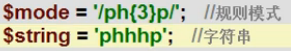 $mode = '/ph{3}p/';  //规则模式
$string = 'phhhp';  //字符串